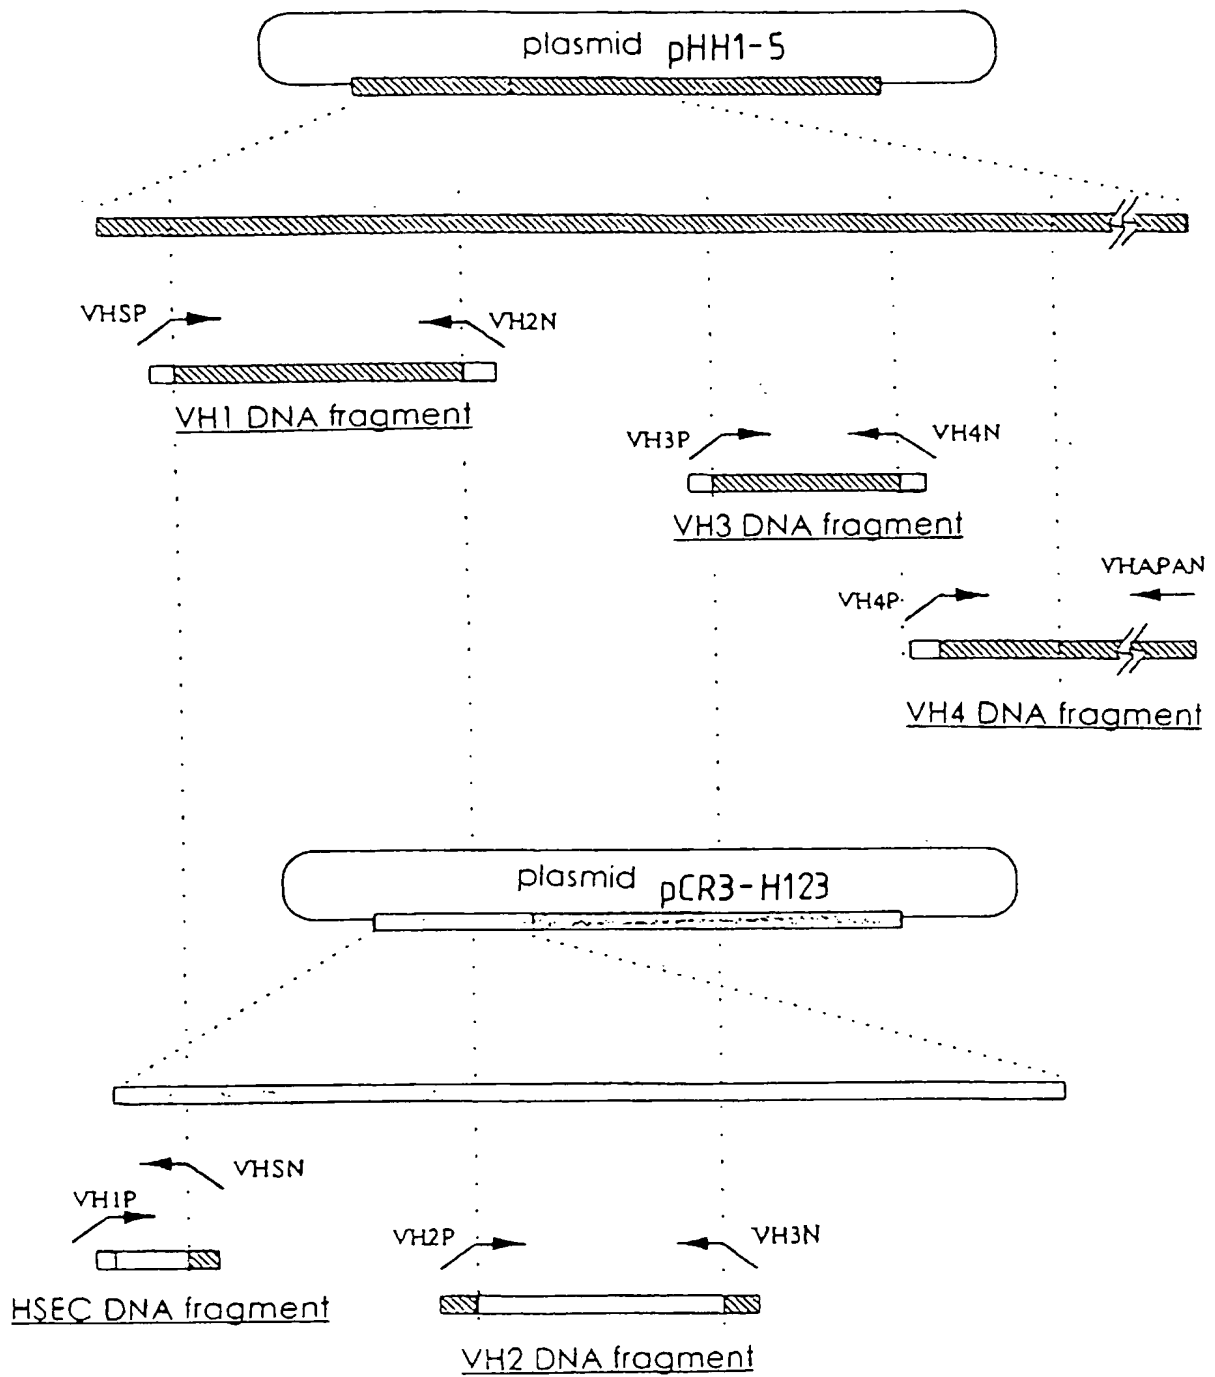 plasmid pHH1-5
VHSP
VH2N
VH1 DNA fragment
VH3P
VH4N
VH3 DNA fragment
VH4P
VHAPAN
VH4 DNA fragment
plasmid pCR3-H123
VHSN
VH1P
HSEC DNA fragment
VH2P
VH3N
VH2 DNA fragment